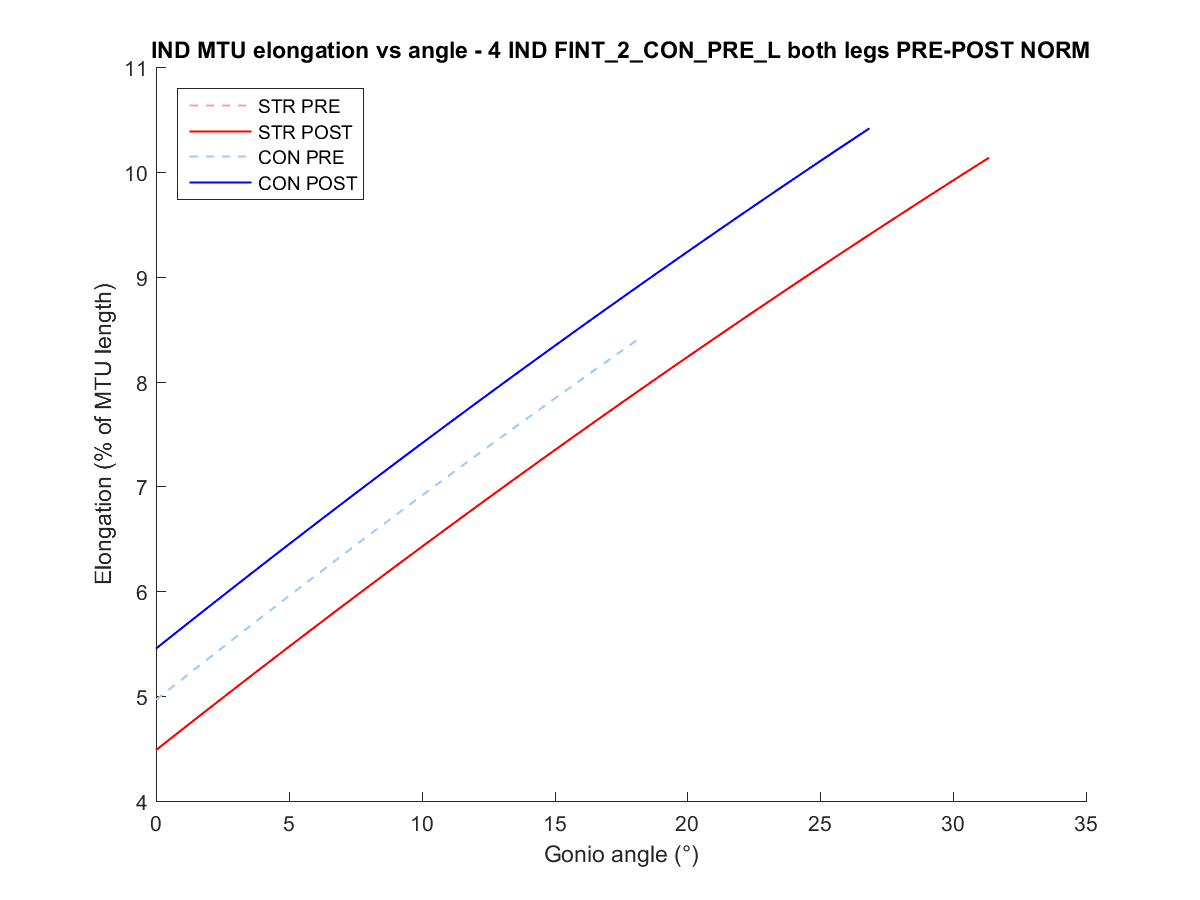 IND MTU elongation vs angle - 4 IND FINT_2_CON_PRE_L both legs PRE-POST NORM
11
10
9
8
7
6
5
4
Elongation (% of MTU length)
STR PRE
STR POST
CON PRE
CON POST
0 5 10 15 20 25 30 35
Gonio angle (°)